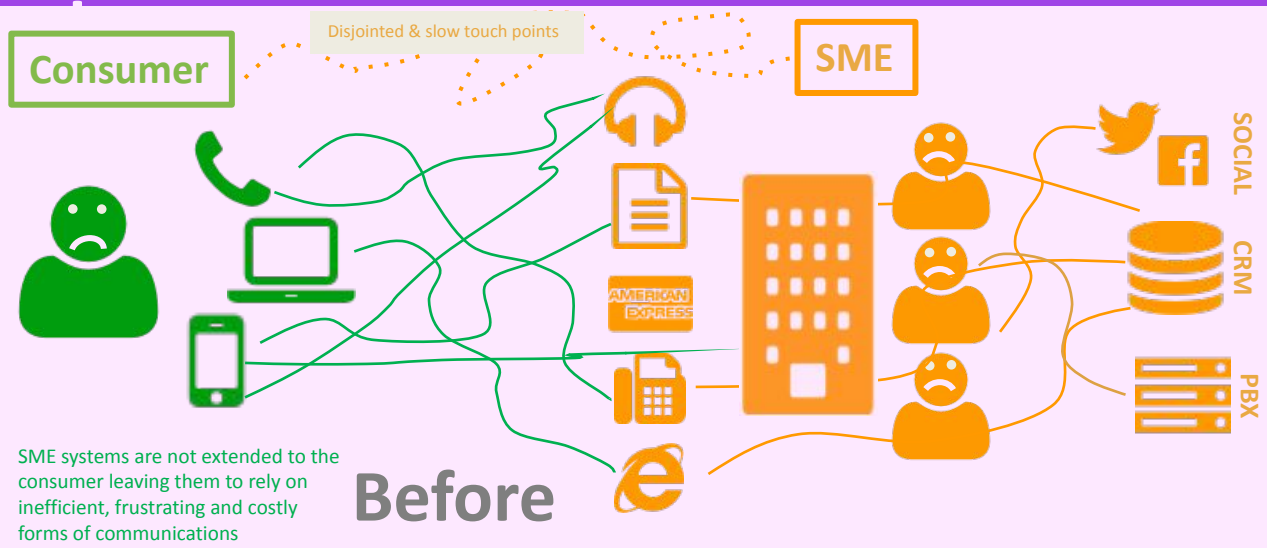 Disjointed & slow touch points
Consumer
SME
SOCIAL
CRM
PBX
AMERICAN
EXPRESS
SME systems are not extended to the
consumer leaving them to rely on
inefficient, frustrating and costly
forms of communications
Before